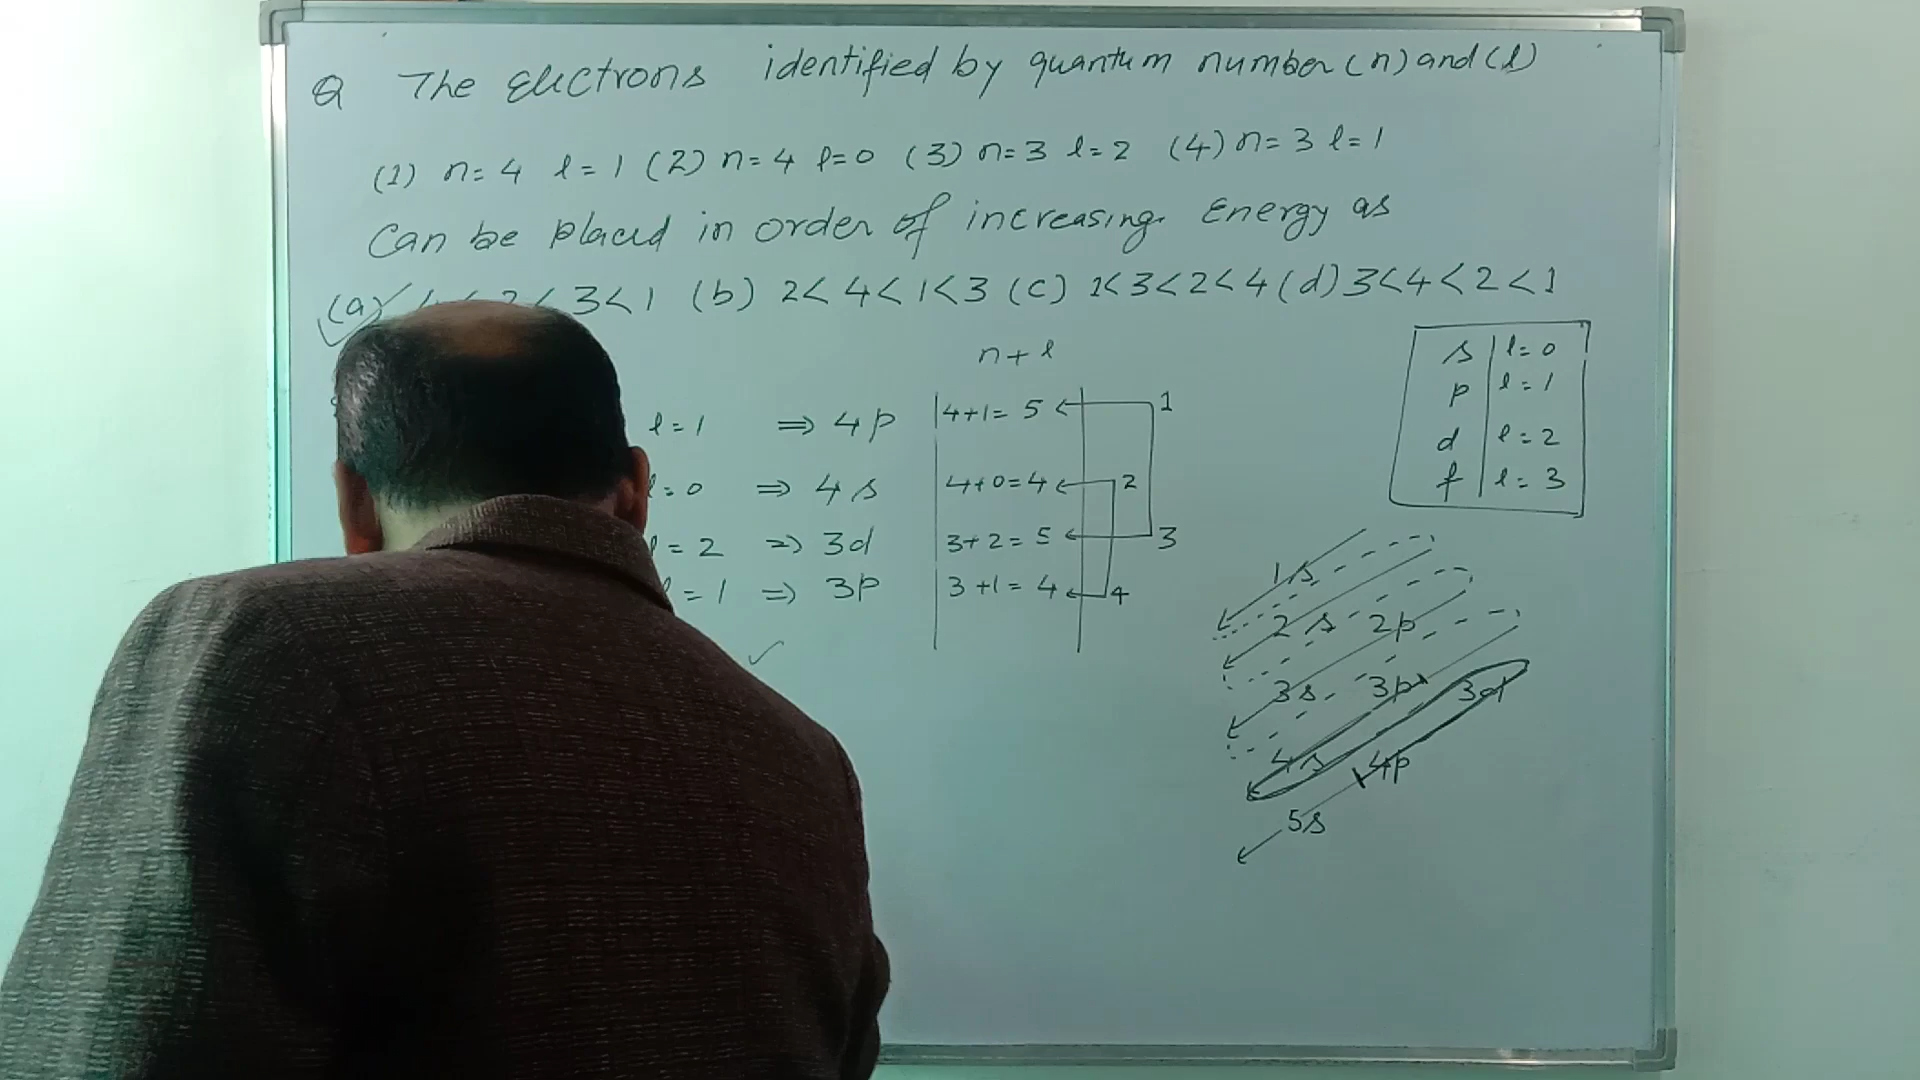 Q The Electrons identified by quantum number (n) and (l)
(1) n = 4 l = 1 (2) n = 4 l = 0 (3) n = 3 l = 2 (4) n = 3 l = 1
Can be placed in order of increasing Energy as
(a) < 3 < 1 (b) 2 < 4 < 1 < 3 (c) 1 < 3 < 2 < 4 (d) 3 < 4 < 2 < 1
n + l
l = 1 ⇒ 4p 4+1 = 5 ← 1
l = 0 ⇒ 4s 4+0 = 4 ← 2
l = 2 ⇒ 3d 3+2 = 5 ← 3
l = 1 ⇒ 3p 3+1 = 4 ← 4
✓
s l = 0
p l = 1
d l = 2
f l = 3
1s
2s 2p
3s 3p 3d
4s 4p
5s